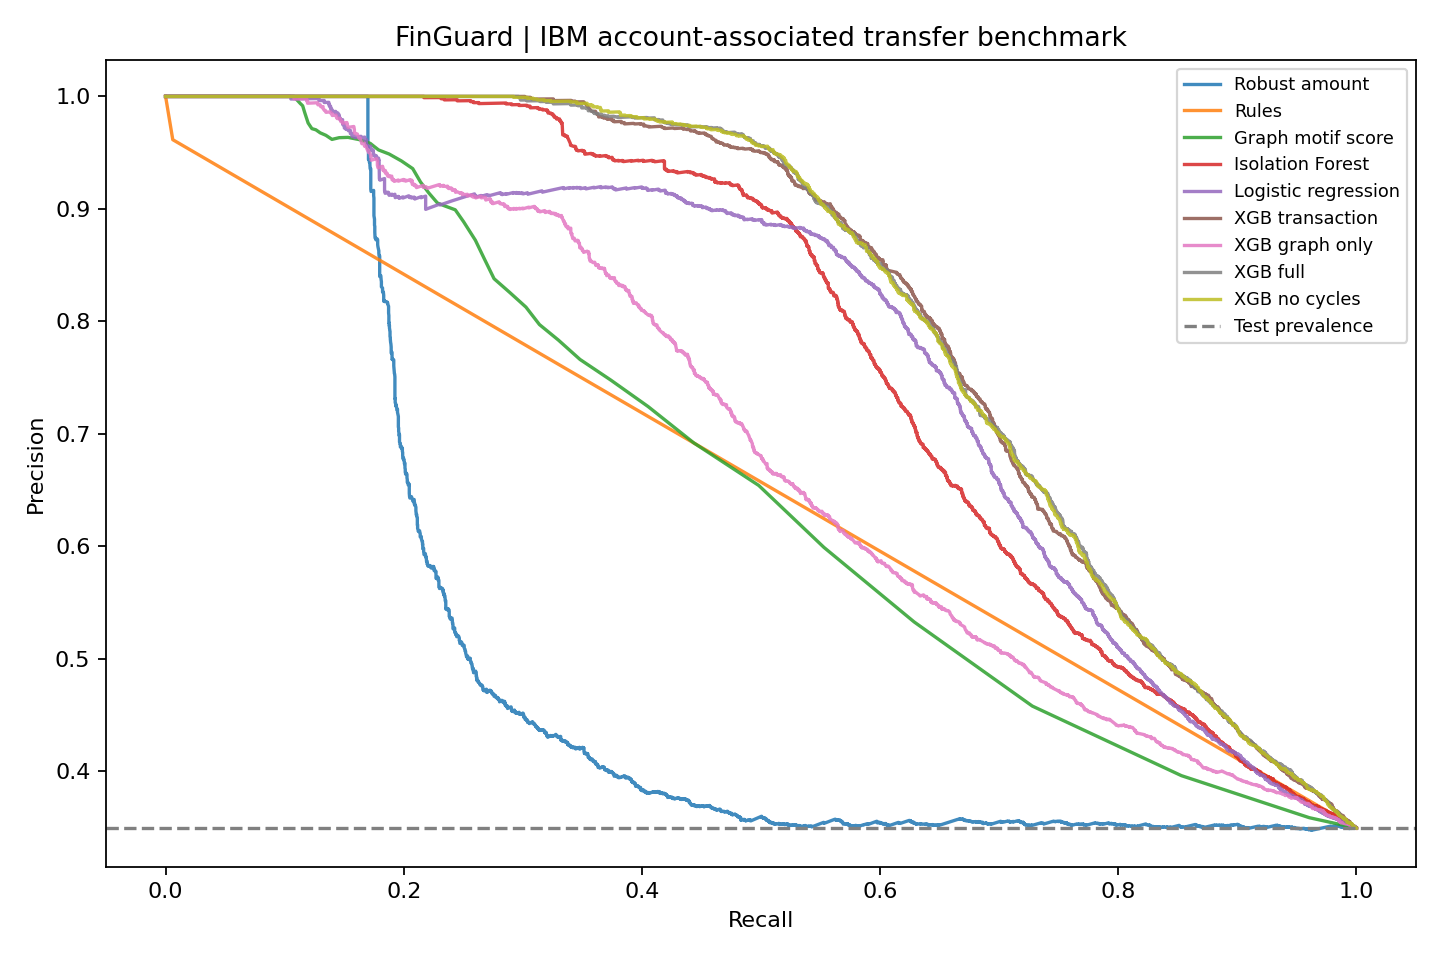 FinGuard | IBM account-associated transfer benchmark
Robust amount
Rules
Graph motif score
Isolation Forest
Logistic regression
XGB transaction
XGB graph only
XGB full
XGB no cycles
Test prevalence
Precision
1.0
0.9
0.8
0.7
0.6
0.5
0.4
0.0 0.2 0.4 0.6 0.8 1.0
Recall